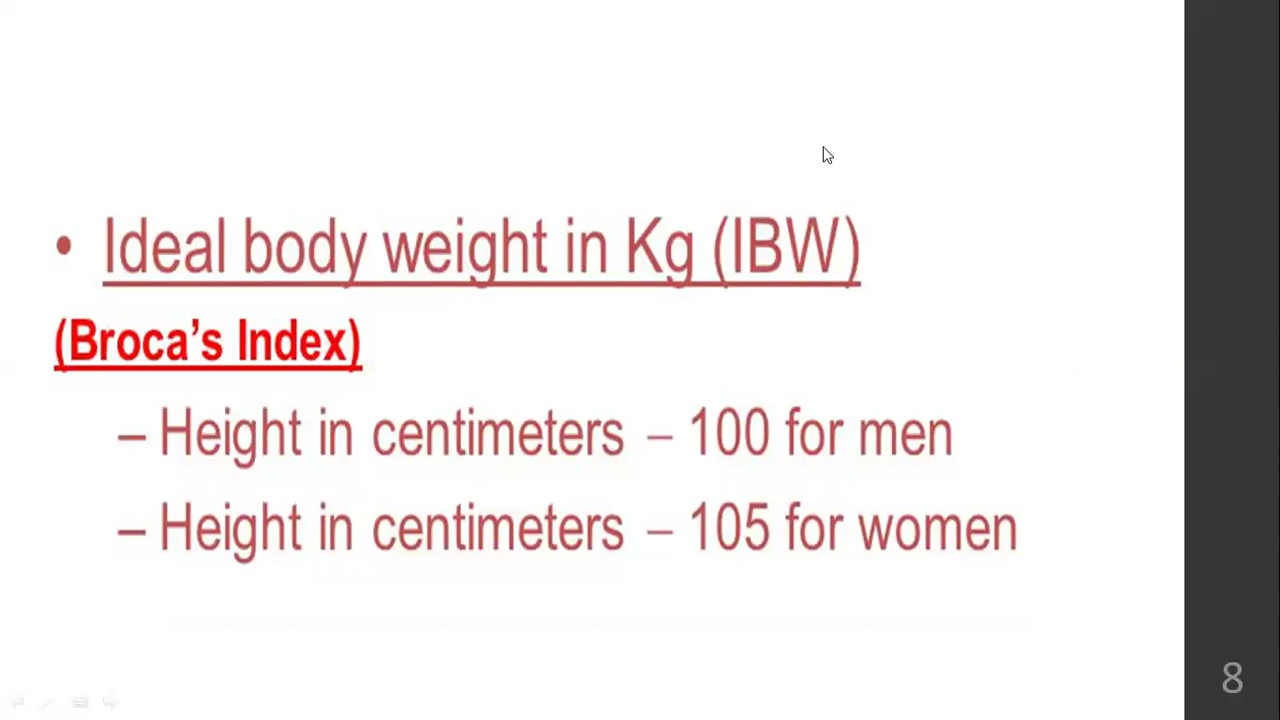 • Ideal body weight in Kg (IBW)
(Broca’s Index)
– Height in centimeters – 100 for men
– Height in centimeters – 105 for women
8